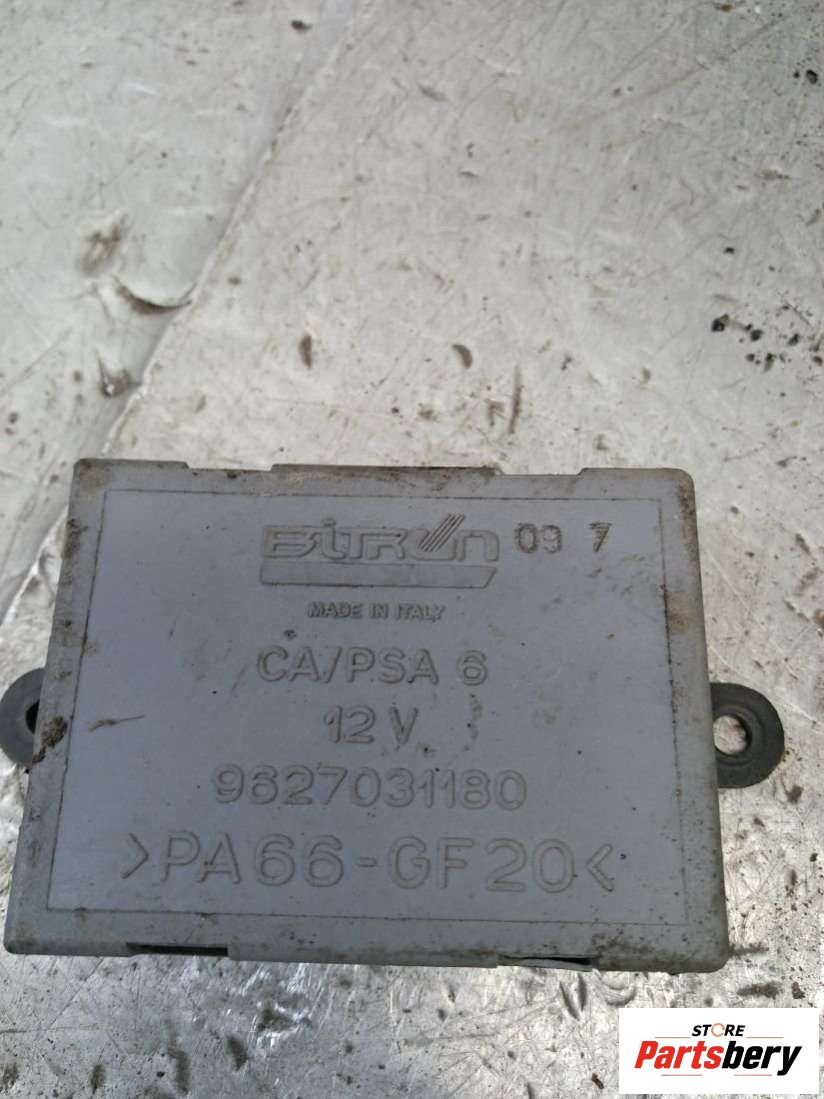 BITRON 09 7
MADE IN ITALY
CA/PSA 6
12 V
9627031180
>PA66-GF20<
STORE
Partsbery